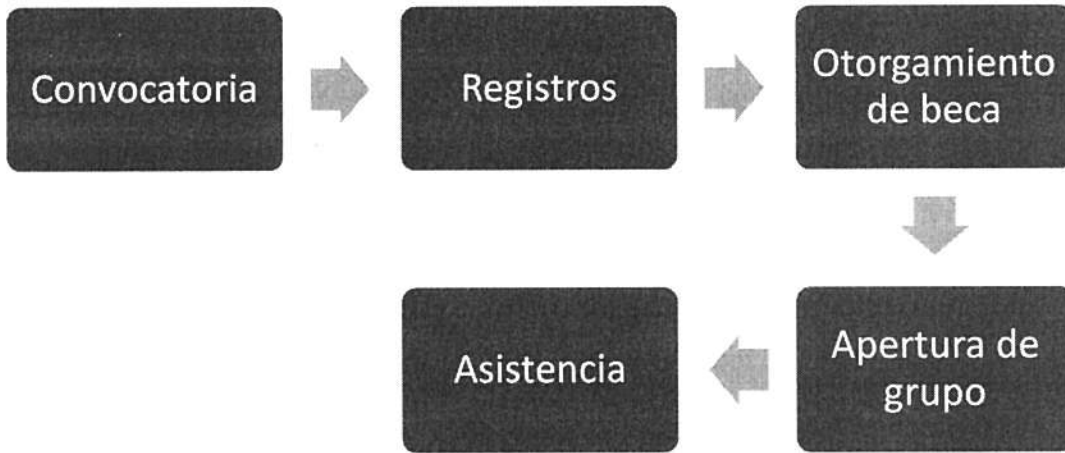 Convocatoria
Registros
Otorgamiento
de beca
Apertura de
grupo
Asistencia